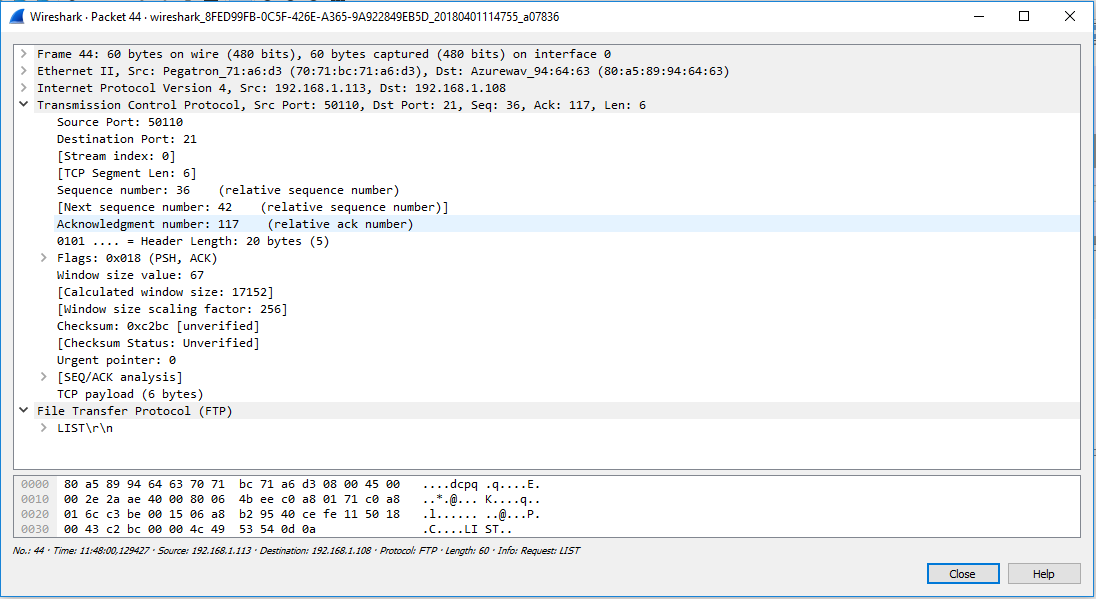 Wireshark · Packet 44 · wireshark_8FED99FB-0C5F-426E-A365-9A922849EB5D_20180401114755_a07836
Frame 44: 60 bytes on wire (480 bits), 60 bytes captured (480 bits) on interface 0
Ethernet II, Src: Pegatron_71:a6:d3 (70:71:bc:71:a6:d3), Dst: Azurewav_94:64:63 (80:a5:89:94:64:63)
Internet Protocol Version 4, Src: 192.168.1.113, Dst: 192.168.1.108
Transmission Control Protocol, Src Port: 50110, Dst Port: 21, Seq: 36, Ack: 117, Len: 6
Source Port: 50110
Destination Port: 21
[Stream index: 0]
[TCP Segment Len: 6]
Sequence number: 36    (relative sequence number)
[Next sequence number: 42    (relative sequence number)]
Acknowledgment number: 117    (relative ack number)
0101 .... = Header Length: 20 bytes (5)
Flags: 0x018 (PSH, ACK)
Window size value: 67
[Calculated window size: 17152]
[Window size scaling factor: 256]
Checksum: 0xc2bc [unverified]
[Checksum Status: Unverified]
Urgent pointer: 0
[SEQ/ACK analysis]
TCP payload (6 bytes)
File Transfer Protocol (FTP)
LIST\r\n
0000  80 a5 89 94 64 63 70 71  bc 71 a6 d3 08 00 45 00   ....dcpq .q....E.
0010  00 2e 2a ae 40 00 80 06  4b ee c0 a8 01 71 c0 a8   ..*.@... K....q..
0020  01 6c c3 be 00 15 06 a8  b2 95 40 ce fe 11 50 18   .l...... ..@...P.
0030  00 43 c2 bc 00 00 4c 49  53 54 0d 0a   .C....LI ST..
No.: 44 · Time: 11:48:00,129427 · Source: 192.168.1.113 · Destination: 192.168.1.108 · Protocol: FTP · Length: 60 · Info: Request: LIST
Close Help